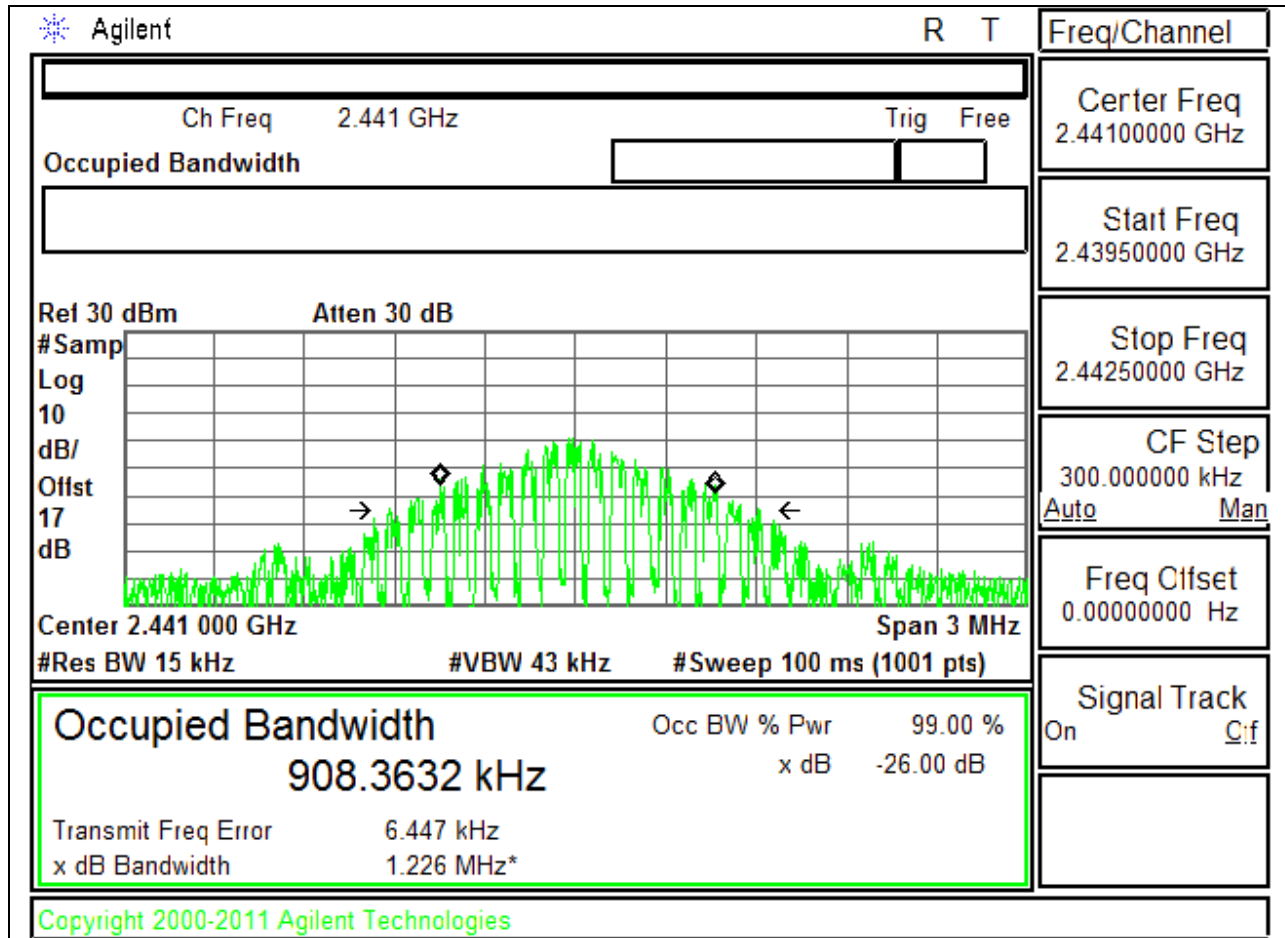 Agilent R T
Ch Freq 2.441 GHz Trig Free
Occupied Bandwidth
Ref 30 dBm Atten 30 dB
#Samp
Log
10
dB/
Offst
17
dB
Center 2.441 000 GHz Span 3 MHz
#Res BW 15 kHz #VBW 43 kHz #Sweep 100 ms (1001 pts)
Occupied Bandwidth
908.3632 kHz
Occ BW % Pwr 99.00 %
x dB -26.00 dB
Transmit Freq Error 6.447 kHz
x dB Bandwidth 1.226 MHz*
Copyright 2000-2011 Agilent Technologies
Freq/Channel
Center Freq
2.44100000 GHz
Start Freq
2.43950000 GHz
Stop Freq
2.44250000 GHz
CF Step
300.000000 kHz
Auto Man
Freq Offset
0.00000000 Hz
Signal Track
On Off